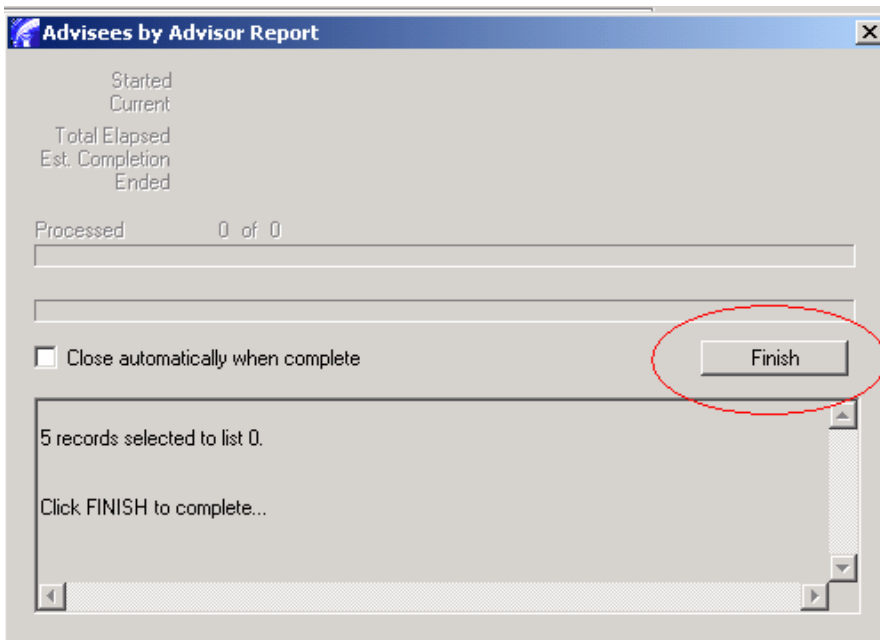 Advisees by Advisor Report
Started
Current
Total Elapsed
Est. Completion
Ended
Processed 0 of 0
Close automatically when complete
Finish
5 records selected to list 0.
Click FINISH to complete...